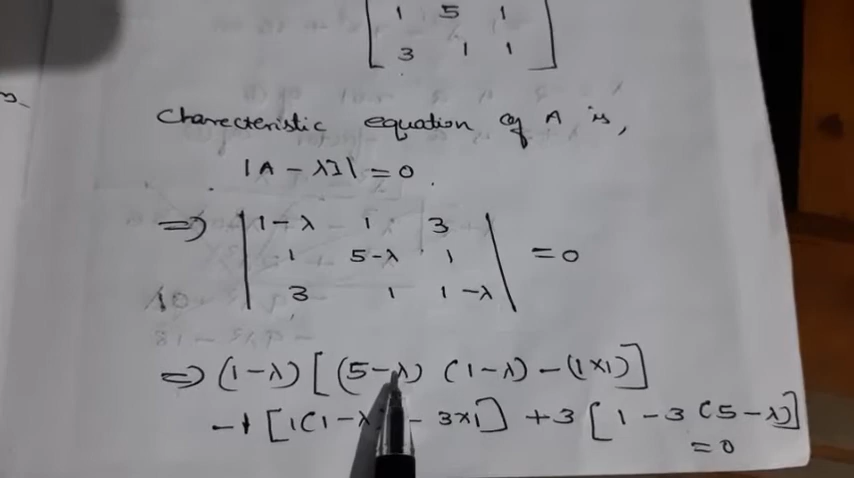 1 5 1
3 1 1
Charecteristic equation of A is,
|A - λI| = 0.
⇒ | 1-λ 1 3 |
| 1 5-λ 1 | = 0
| 3 1 1-λ |
⇒ (1-λ) [(5-λ) (1-λ) - (1×1)]
-1 [1(1-λ) - 3×1] + 3 [1 - 3 (5-λ)]
= 0